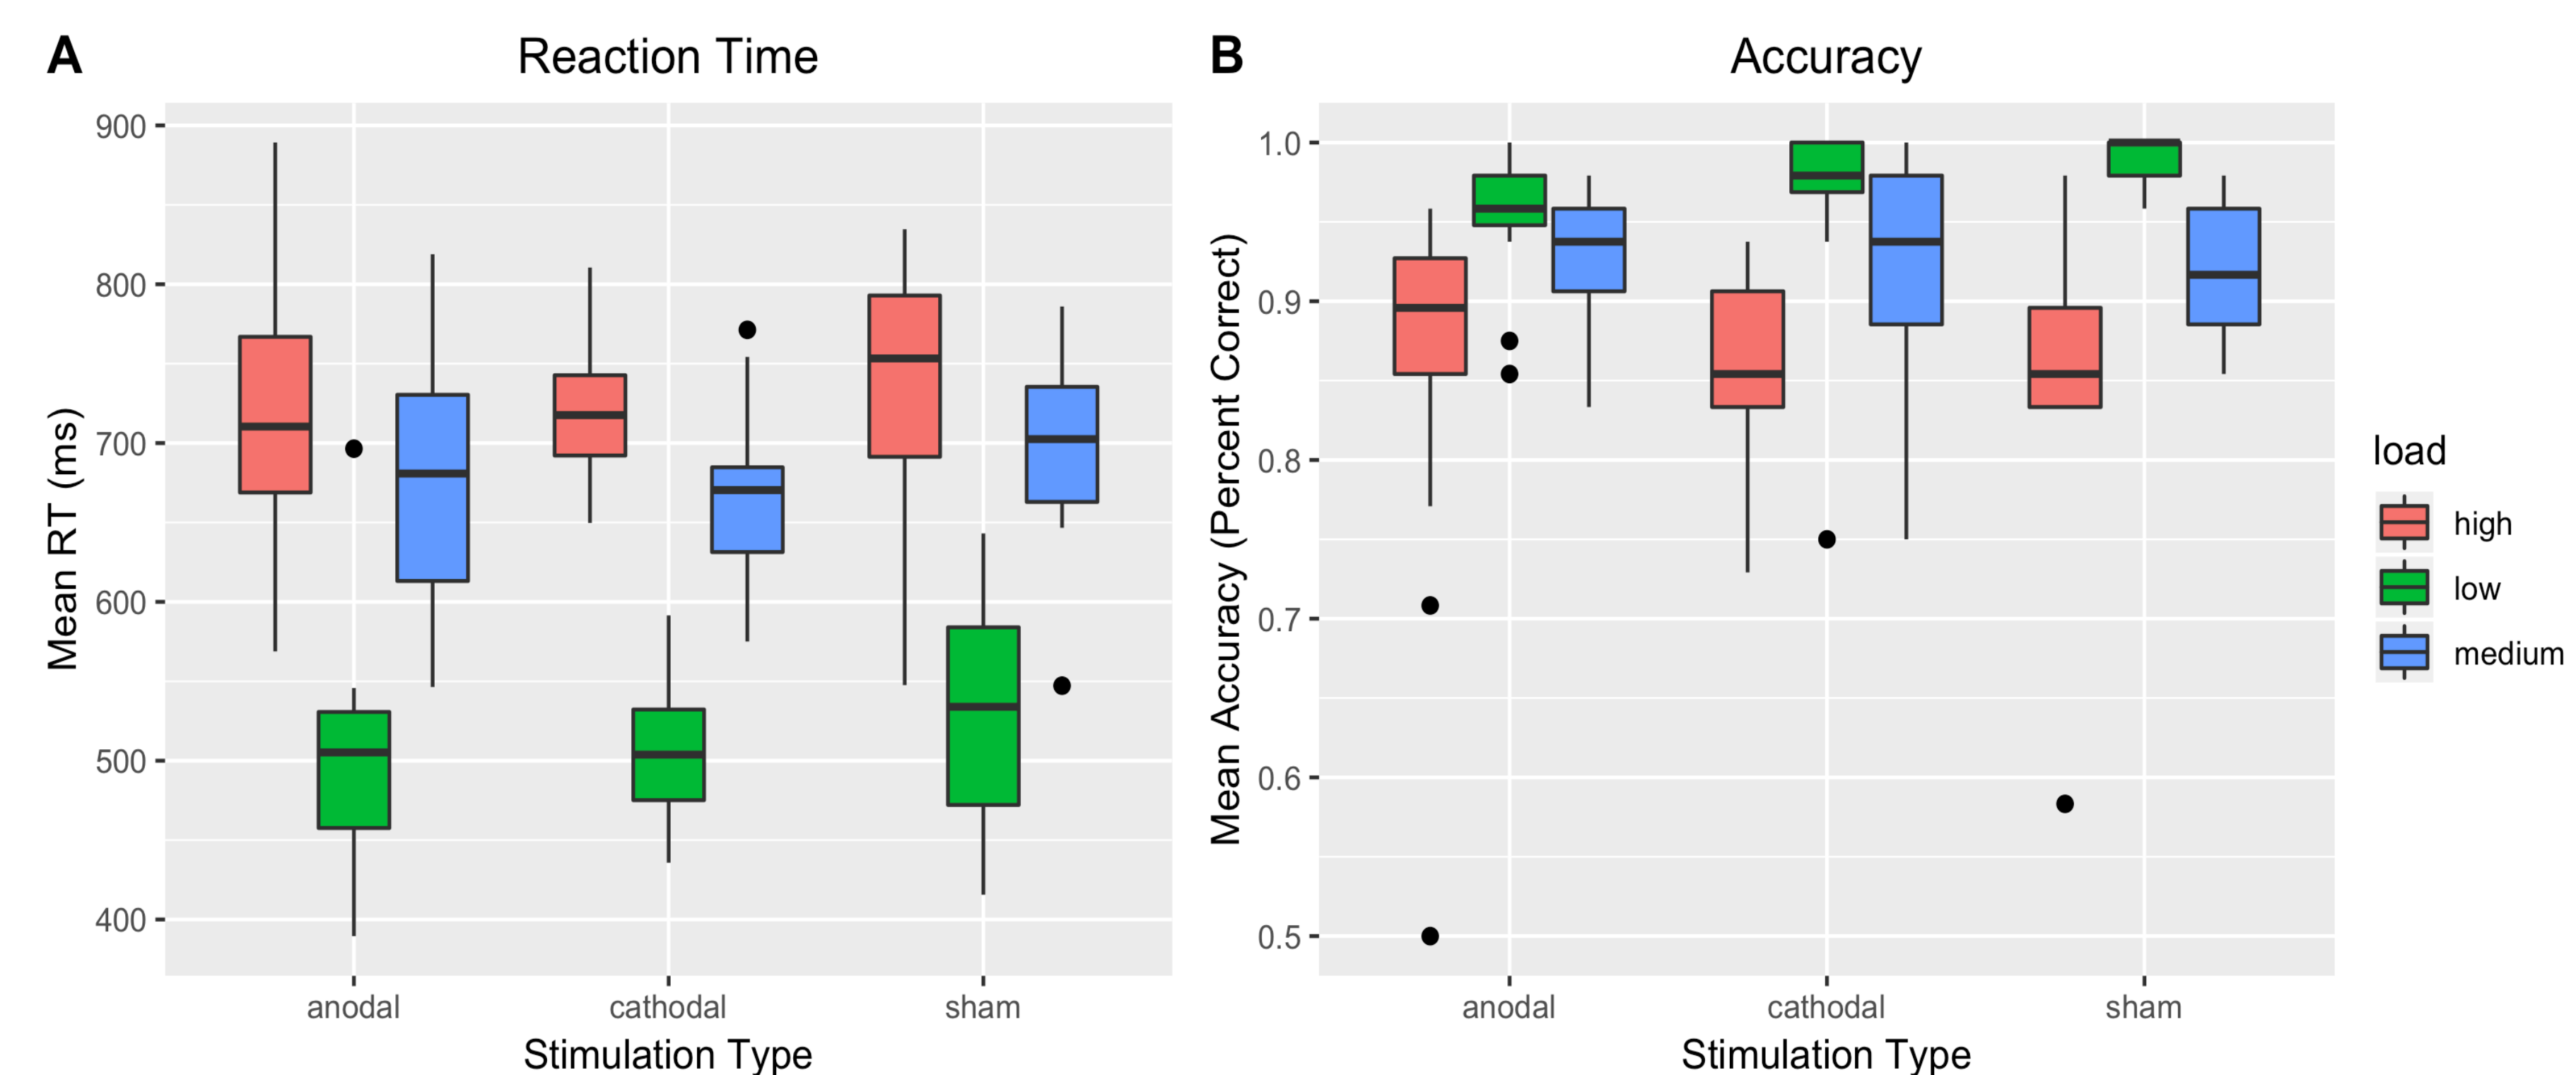 A
Reaction Time
Mean RT (ms)
900
800
700
600
500
400
anodal
cathodal
sham
Stimulation Type
B
Accuracy
Mean Accuracy (Percent Correct)
1.0
0.9
0.8
0.7
0.6
0.5
anodal
cathodal
sham
Stimulation Type
load
high
low
medium